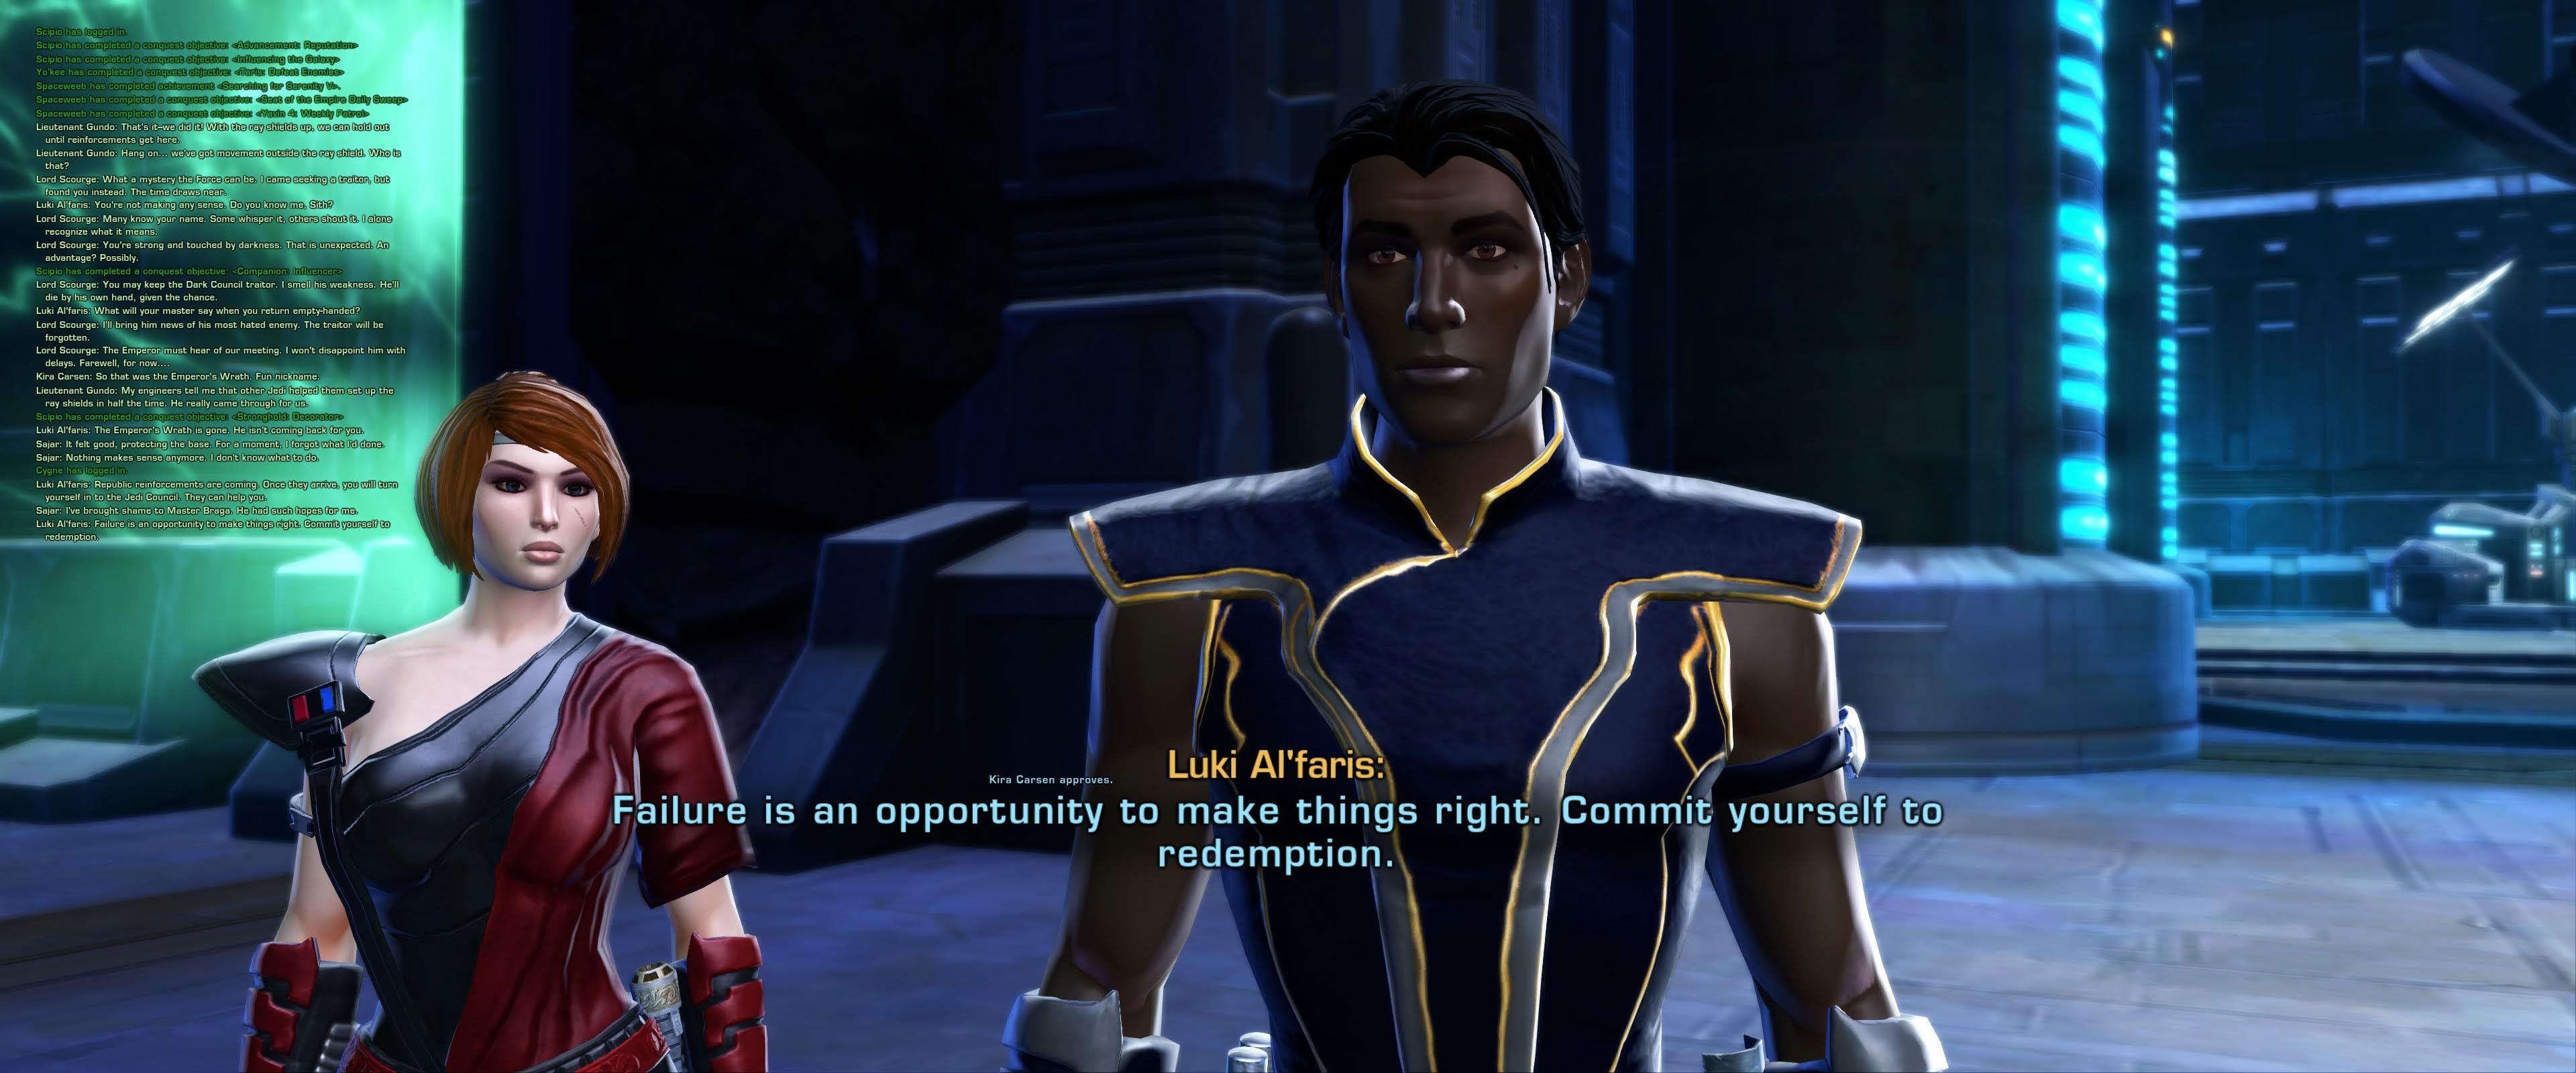 Scipio has logged in.
Scipio has completed a conquest objective: <Advancement: Reputation>
Scipio has completed a conquest objective: <Influencing the Galaxy>
Yo'kee has completed a conquest objective: <Taris: Defeat Enemies>
Spaceweeb has completed achievement <Searching for Serenity V>.
Spaceweeb has completed a conquest objective: <Seat of the Empire Daily Sweep>
Spaceweeb has completed a conquest objective: <Yavin 4: Weekly Patrol>
Lieutenant Gundo: That's it—we did it! With the ray shields up, we can hold out
until reinforcements get here.
Lieutenant Gundo: Hang on... we've got movement outside the ray shield. Who is
that?
Lord Scourge: What a mystery the Force can be. I came seeking a traitor, but
found you instead. The time draws near.
Luki Al'faris: You're not making any sense. Do you know me, Sith?
Lord Scourge: Many know your name. Some whisper it, others shout it. I alone
recognize what it means.
Lord Scourge: You're strong and touched by darkness. That is unexpected. An
advantage? Possibly.
Scipio has completed a conquest objective: <Companion: Influencer>
Lord Scourge: You may keep the Dark Council traitor. I smell his weakness. He'll
die by his own hand, given the chance.
Luki Al'faris: What will your master say when you return empty-handed?
Lord Scourge: I'll bring him news of his most hated enemy. The traitor will be
forgotten.
Lord Scourge: The Emperor must hear of our meeting. I won't disappoint him with
delays. Farewell, for now....
Kira Carsen: So that was the Emperor's Wrath. Fun nickname.
Lieutenant Gundo: My engineers tell me that other Jedi helped them set up the
ray shields in half the time. He really came through for us.
Scipio has completed a conquest objective: <Stronghold: Decorator>
Luki Al'faris: The Emperor's Wrath is gone. He isn't coming back for you.
Sajar: It felt good, protecting the base. For a moment, I forgot what I'd done.
Sajar: Nothing makes sense anymore. I don't know what to do.
Cygne has logged in.
Luki Al'faris: Republic reinforcements are coming. Once they arrive, you will turn
yourself in to the Jedi Council. They can help you.
Sajar: I've brought shame to Master Braga. He had such hopes for me.
Luki Al'faris: Failure is an opportunity to make things right. Commit yourself to
redemption.
Kira Carsen approves.
Luki Al'faris:
Failure is an opportunity to make things right. Commit yourself to
redemption.